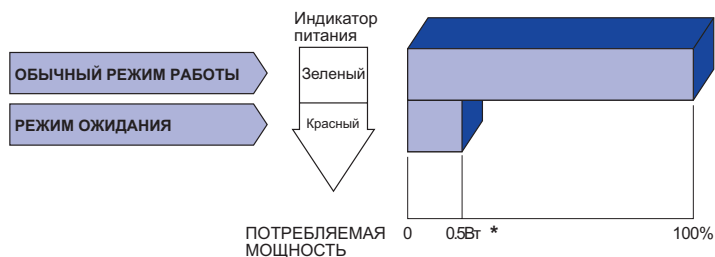 Индикатор
питания
ОБЫЧНЫЙ РЕЖИМ РАБОТЫ
Зеленый
РЕЖИМ ОЖИДАНИЯ
Красный
ПОТРЕБЛЯЕМАЯ
МОЩНОСТЬ
0 0.5Вт * 100%